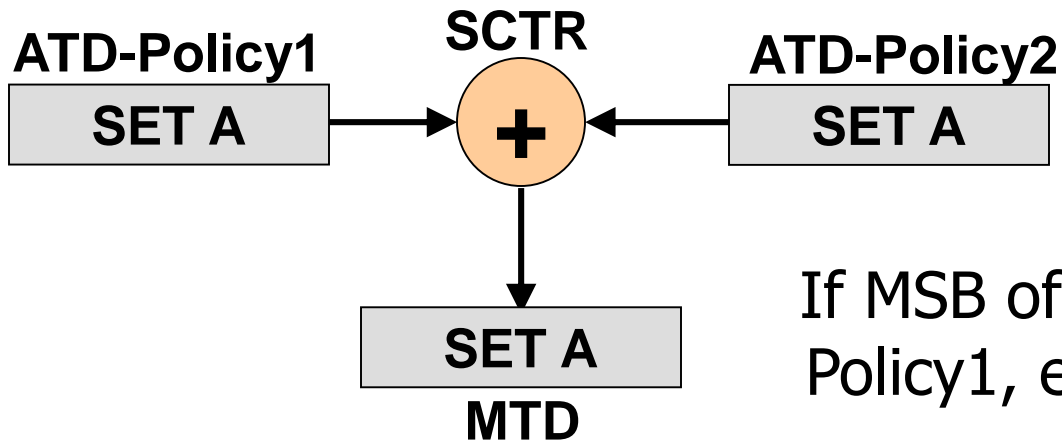 SCTR
ATD-Policy1
ATD-Policy2
SET A
+
SET A
If MSB of
SET A
Policy1, e
MTD